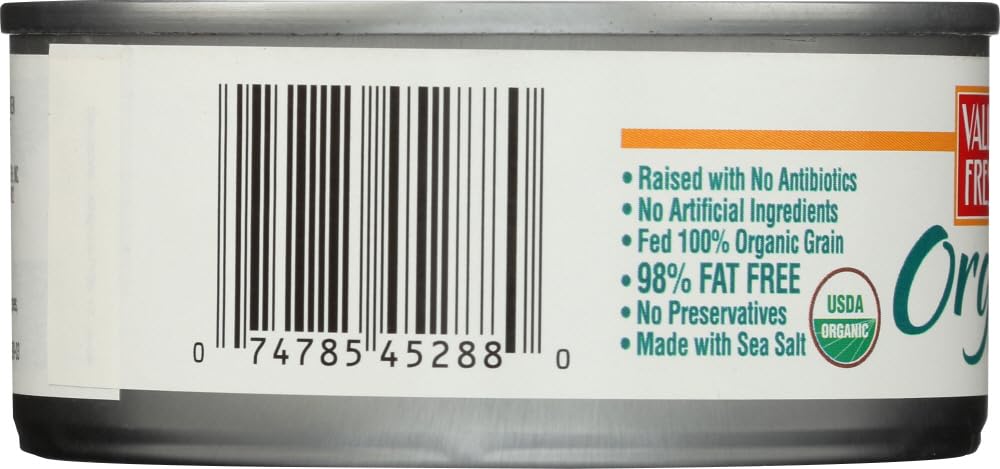 0 74785 45288 0
• Raised with No Antibiotics
• No Artificial Ingredients
• Fed 100% Organic Grain
• 98% FAT FREE
• No Preservatives
• Made with Sea Salt
USDA
ORGANIC
VAL
FRE
Org